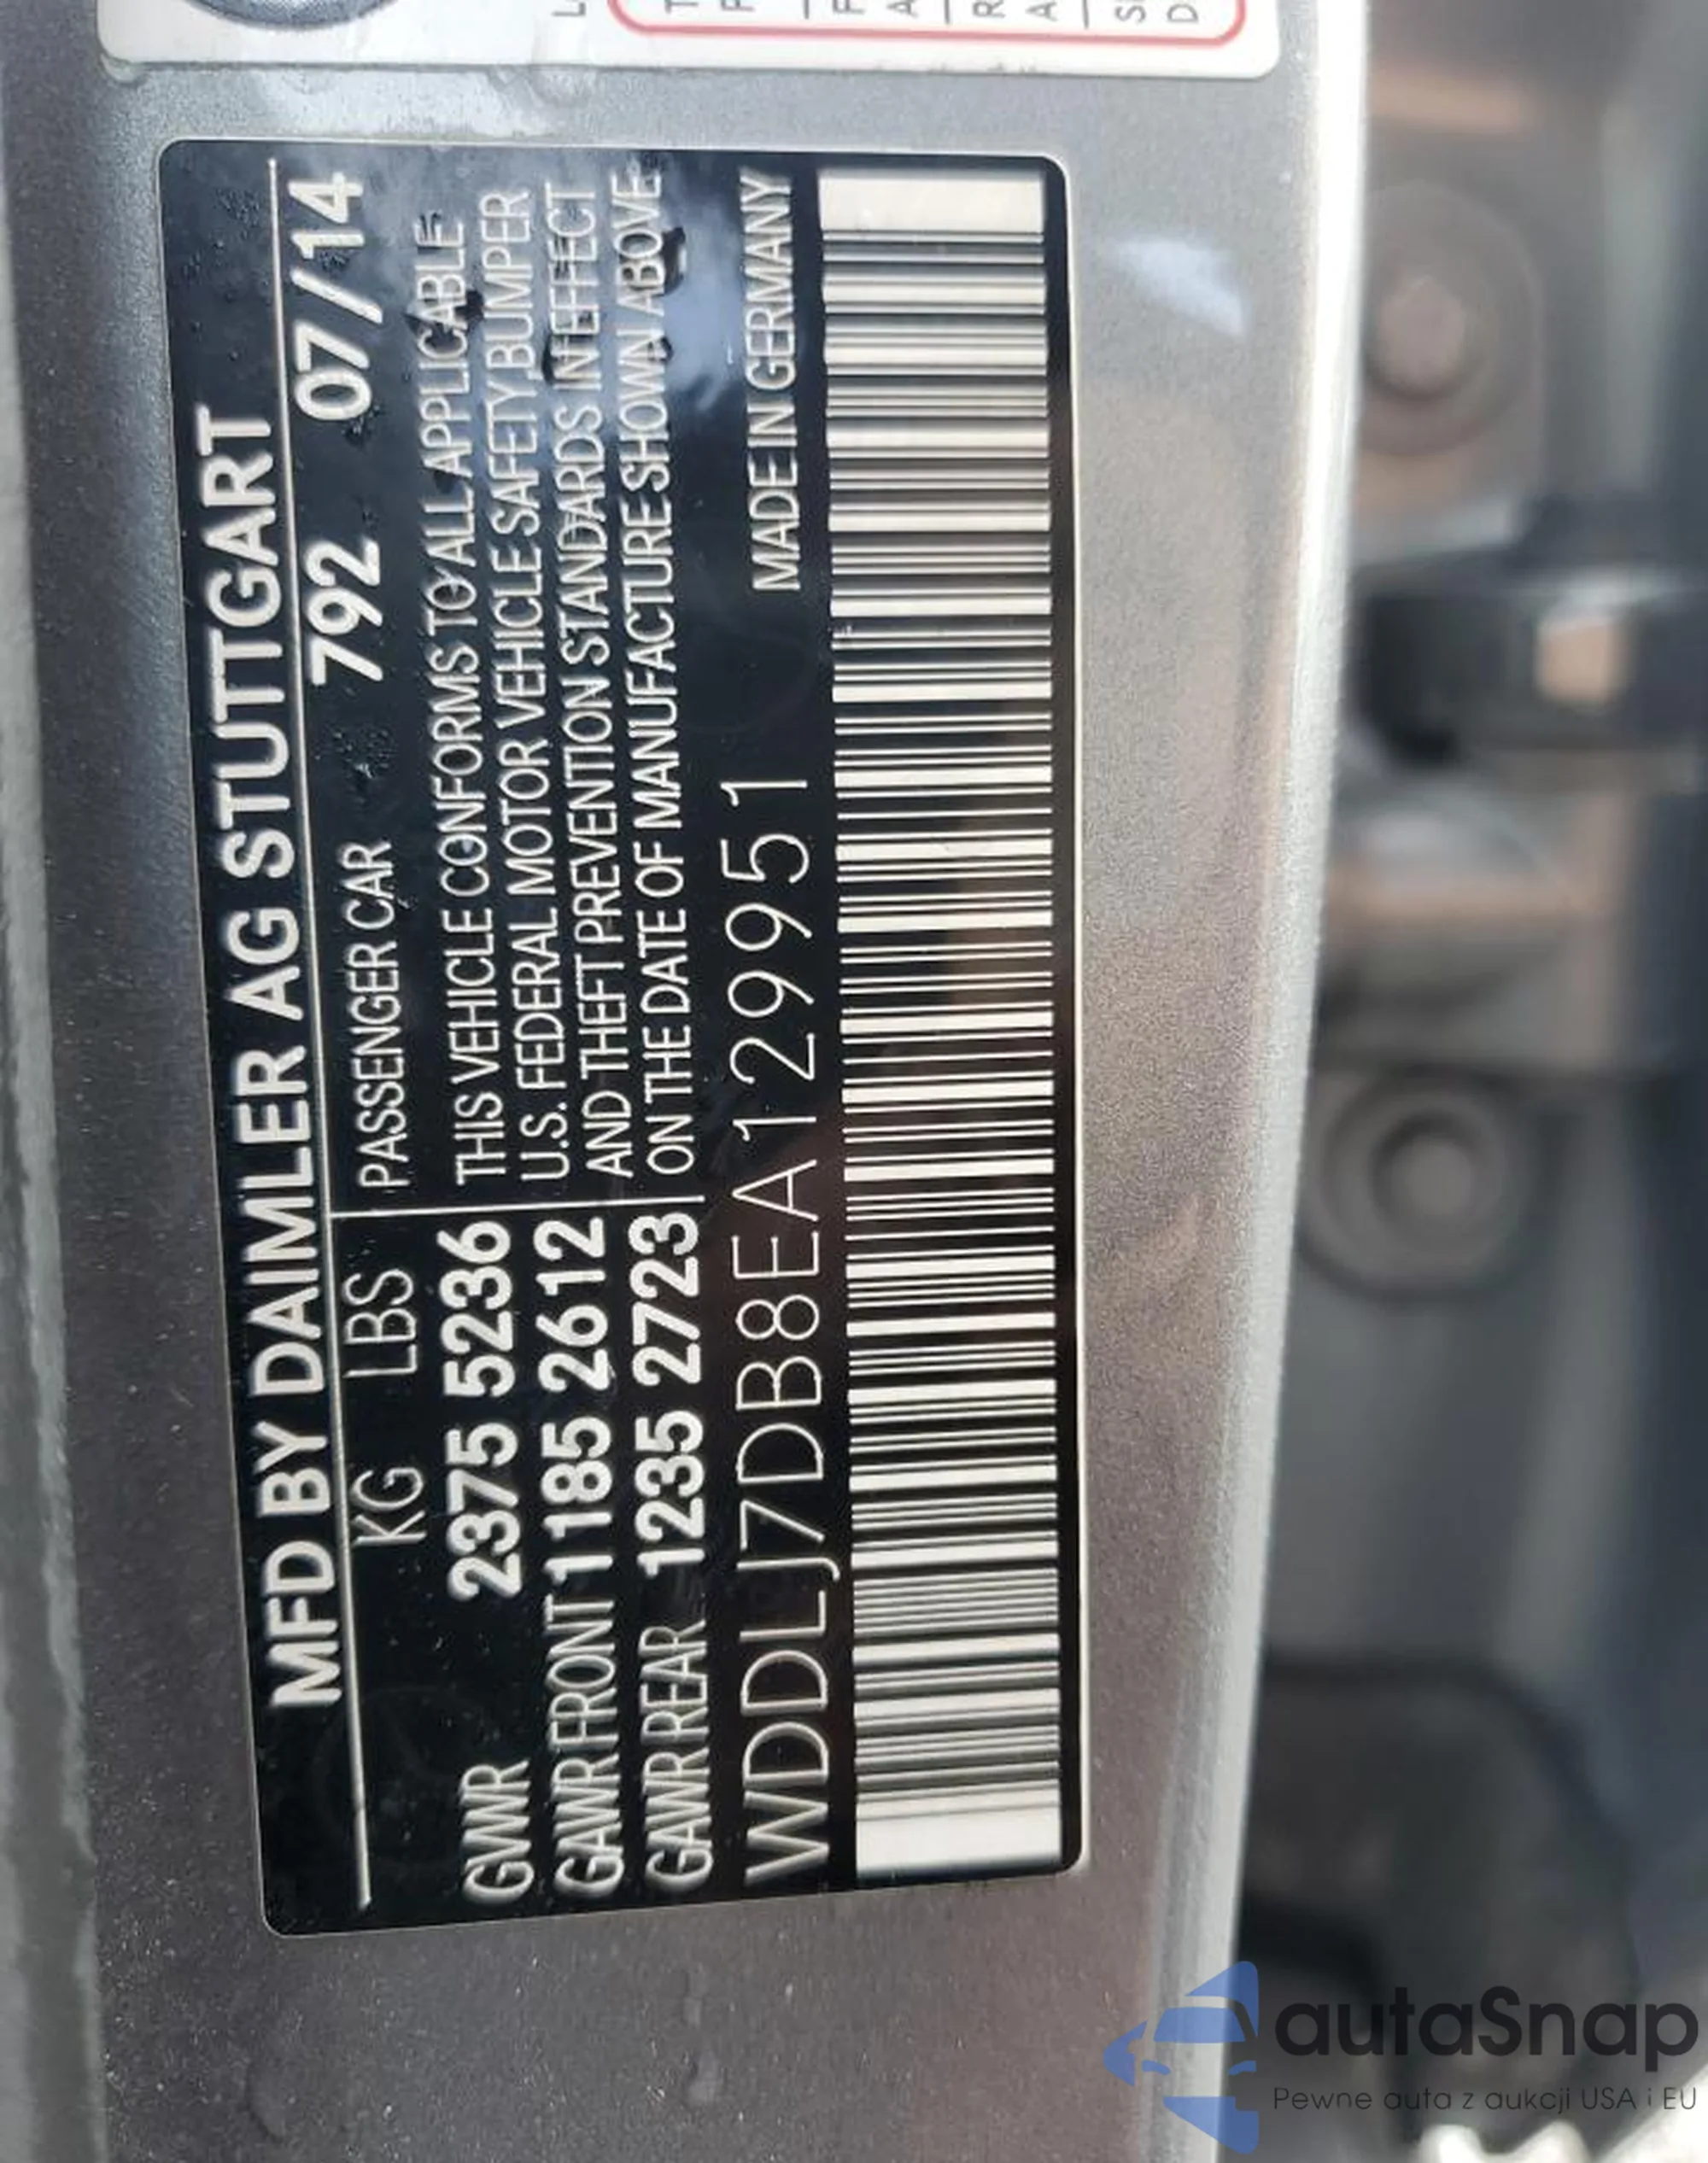 MFD BY DAIMLER AG STUTTGART
KG LBS
PASSENGER CAR 792 07/14
GWR 2375 5236
GAWR FRONT 1185 2612
GAWR REAR 1235 2723
THIS VEHICLE CONFORMS TO ALL APPLICABLE
U.S. FEDERAL MOTOR VEHICLE SAFETY,BUMPER
AND THEFT PREVENTION STANDARDS IN EFFECT
ON THE DATE OF MANUFACTURE SHOWN ABOVE
WDDLJ7DB8EA129951
MADE IN GERMANY
autaSnap
Pewne auta z aukcji USA i EU